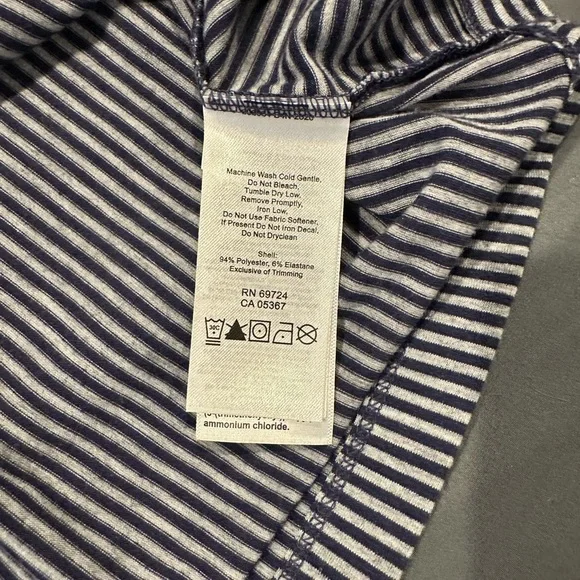 Machine Wash Cold Gentle,
Do Not Bleach,
Tumble Dry Low,
Remove Promptly,
Iron Low,
Do Not Use Fabric Softener,
If Present Do Not Iron Decal,
Do Not Dryclean
Shell:
94% Polyester, 6% Elastane
Exclusive of Trimming
RN 69724
CA 05367
30C
ammonium chloride.